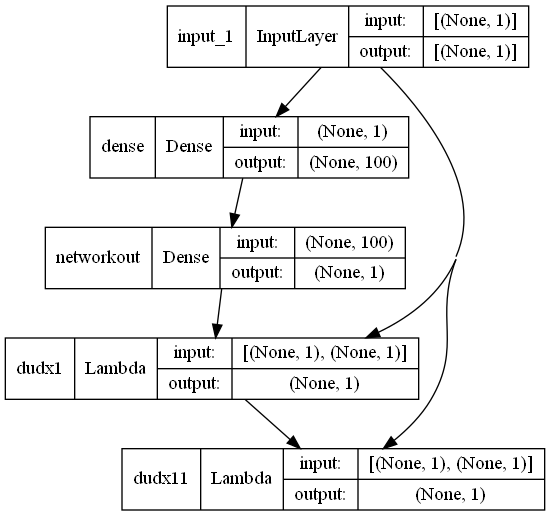 input_1 InputLayer input: [(None, 1)]
output: [(None, 1)]
dense Dense input: (None, 1)
output: (None, 100)
networkout Dense input: (None, 100)
output: (None, 1)
dudx1 Lambda input: [(None, 1), (None, 1)]
output: (None, 1)
dudx11 Lambda input: [(None, 1), (None, 1)]
output: (None, 1)